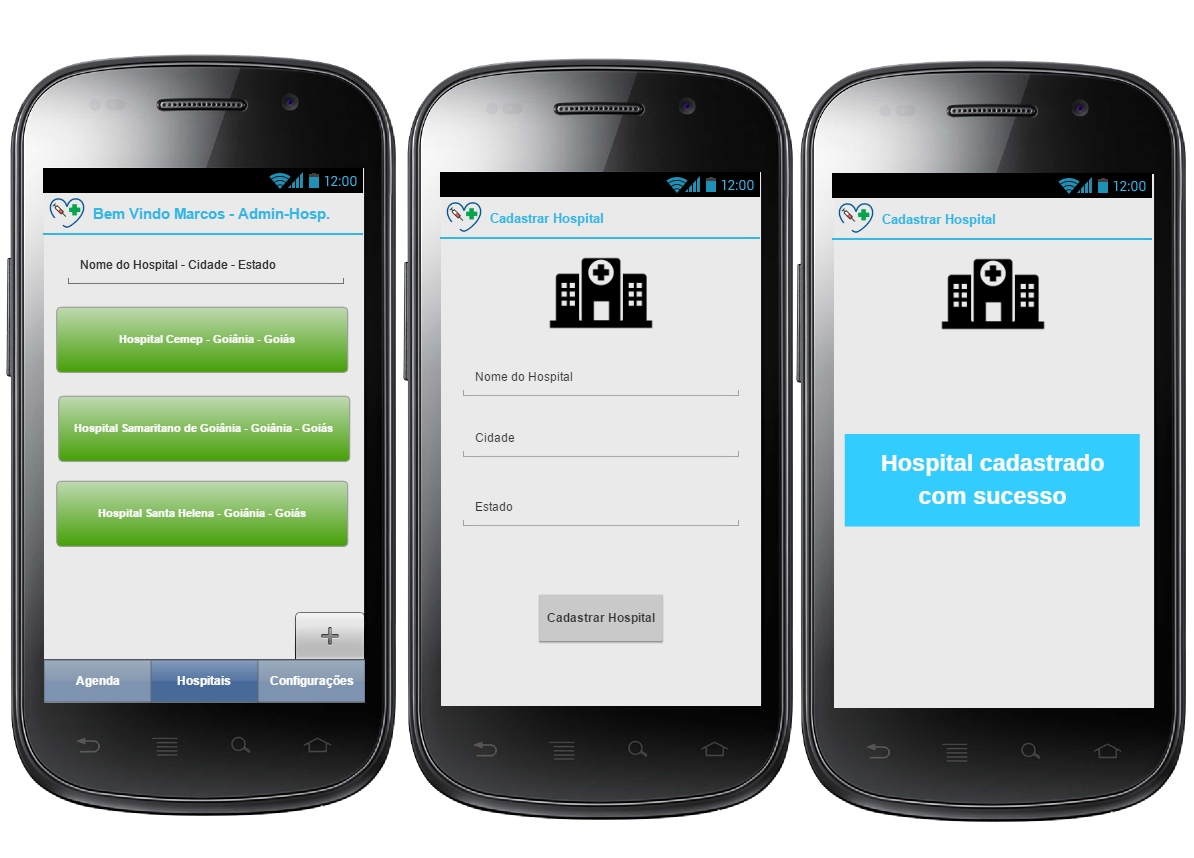 12:00
Bem Vindo Marcos - Admin-Hosp.
Nome do Hospital - Cidade - Estado
Hospital Cemep - Goiânia - Goiás
Hospital Samaritano de Goiânia - Goiânia - Goiás
Hospital Santa Helena - Goiânia - Goiás
+
Agenda Hospitais Configurações
12:00
Cadastrar Hospital
Nome do Hospital
Cidade
Estado
Cadastrar Hospital
12:00
Cadastrar Hospital
Hospital cadastrado
com sucesso